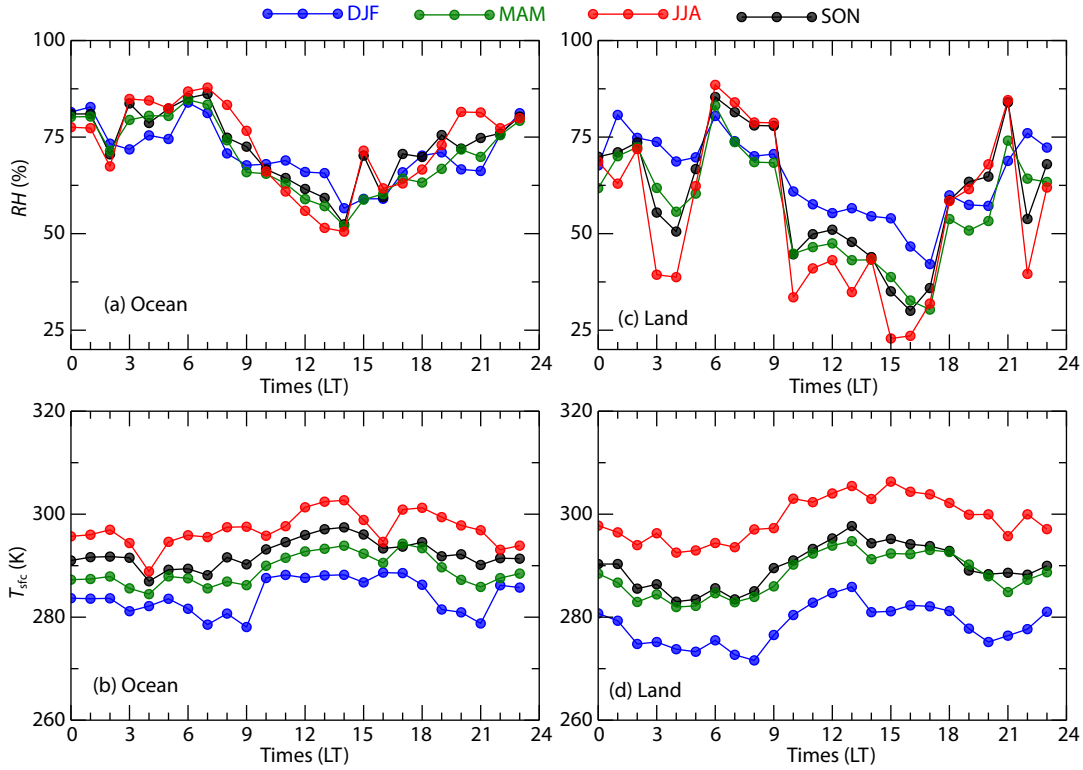 DJF MAM JJA SON
100
75
50
25
RH (%)
(a) Ocean
0 3 6 9 12 15 18 21 24
Times (LT)
100
75
50
25
(c) Land
0 3 6 9 12 15 18 21 24
Times (LT)
320
300
280
260
Tsfc (K)
(b) Ocean
0 3 6 9 12 15 18 21 24
Times (LT)
320
300
280
260
(d) Land
0 3 6 9 12 15 18 21 24
Times (LT)